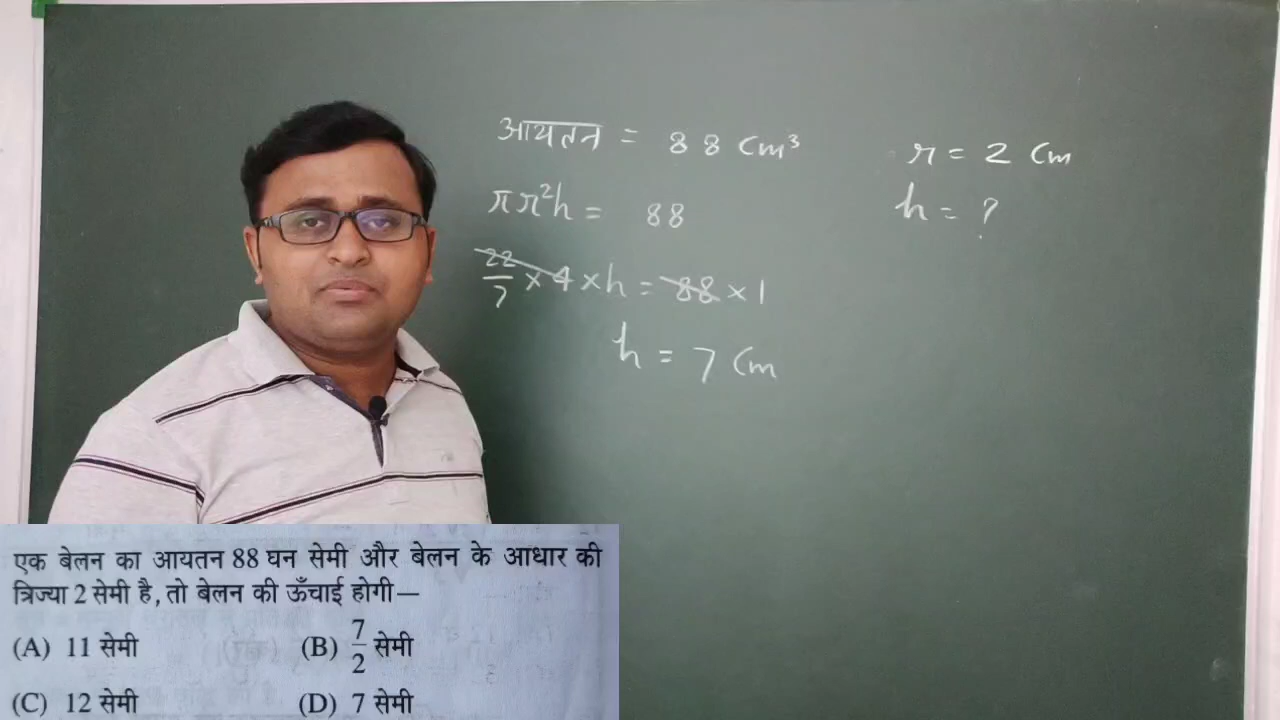 आयतन = 88 cm³
r = 2 cm
πr²h = 88
h = ?
22/7 × 4 × h = 88 × 1
h = 7 cm
एक बेलन का आयतन 88 घन सेमी और बेलन के आधार की
त्रिज्या 2 सेमी है, तो बेलन की ऊँचाई होगी—
(A) 11 सेमी (B) 7/2 सेमी
(C) 12 सेमी (D) 7 सेमी